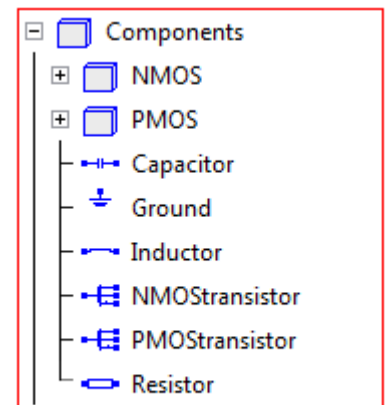 Components
NMOS
PMOS
Capacitor
Ground
Inductor
NMOStransistor
PMOStransistor
Resistor